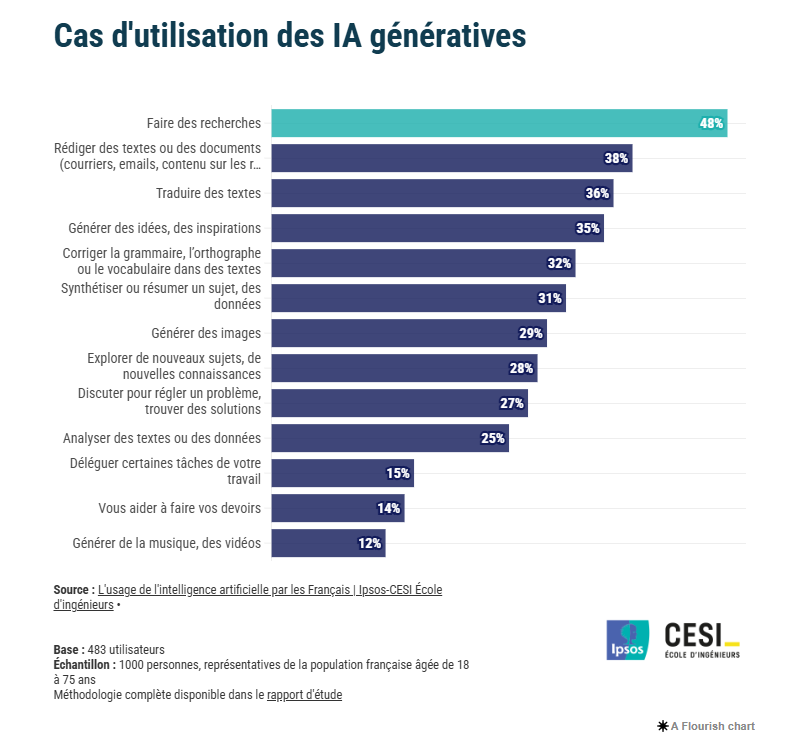 Cas d'utilisation des IA génératives
Faire des recherches
48%
Rédiger des textes ou des documents
(courriers, emails, contenu sur les r...
38%
Traduire des textes
36%
Générer des idées, des inspirations
35%
Corriger la grammaire, l'orthographe
ou le vocabulaire dans des textes
32%
Synthétiser ou résumer un sujet, des
données
31%
Générer des images
29%
Explorer de nouveaux sujets, de
nouvelles connaissances
28%
Discuter pour régler un problème,
trouver des solutions
27%
Analyser des textes ou des données
25%
Déléguer certaines tâches de votre
travail
15%
Vous aider à faire vos devoirs
14%
Générer de la musique, des vidéos
12%
Source : L'usage de l'intelligence artificielle par les Français | Ipsos-CESI École
d'ingénieurs •
Base : 483 utilisateurs
Échantillon : 1000 personnes, représentatives de la population française âgée de 18
à 75 ans
Méthodologie complète disponible dans le rapport d'étude
Ipsos
CESI_
ÉCOLE D'INGÉNIEURS
A Flourish chart